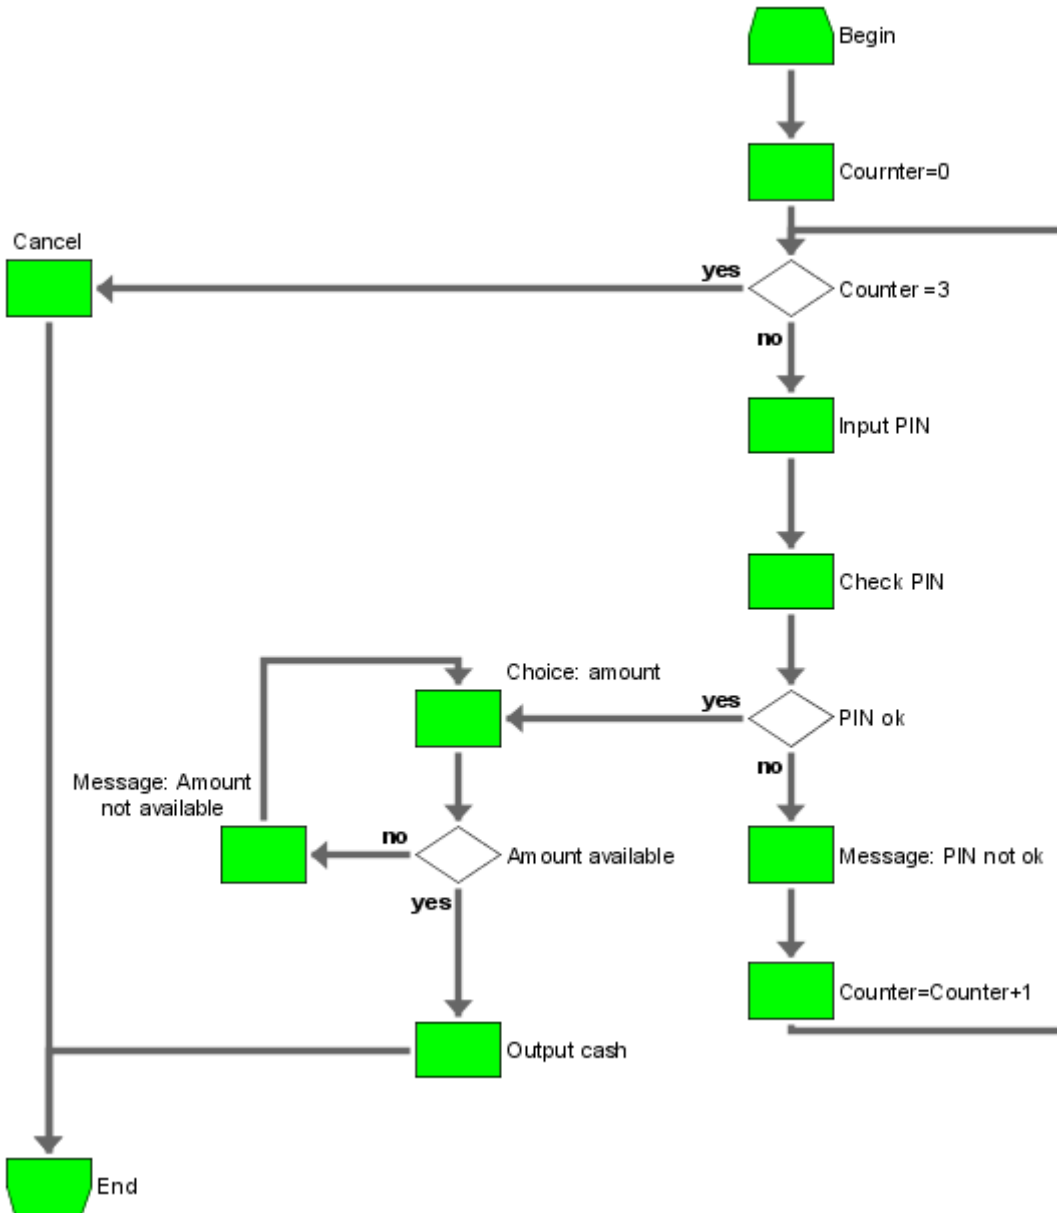 Begin
Cournter=0
Cancel
yes
Counter =3
no
Input PIN
Check PIN
Choice: amount
yes
PIN ok
no
Message: Amount
not available
no
Amount available
Message: PIN not ok
yes
Counter=Counter+1
Output cash
End